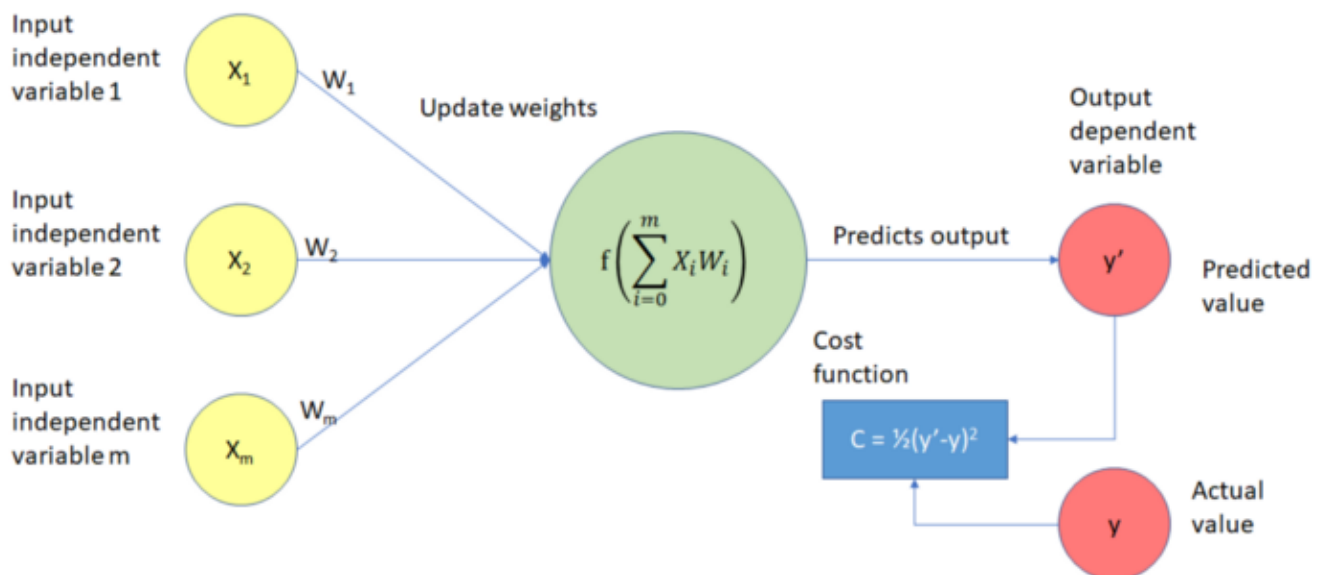 Input
independent
variable 1
X₁
W₁
Update weights
Input
independent
variable 2
X₂
W₂
Input
independent
variable m
Xₘ
Wₘ
f(∑_{i=0}^{m} XᵢWᵢ)
Predicts output
Output
dependent
variable
y’
Predicted
value
Cost
function
C = ½(y’-y)²
y
Actual
value